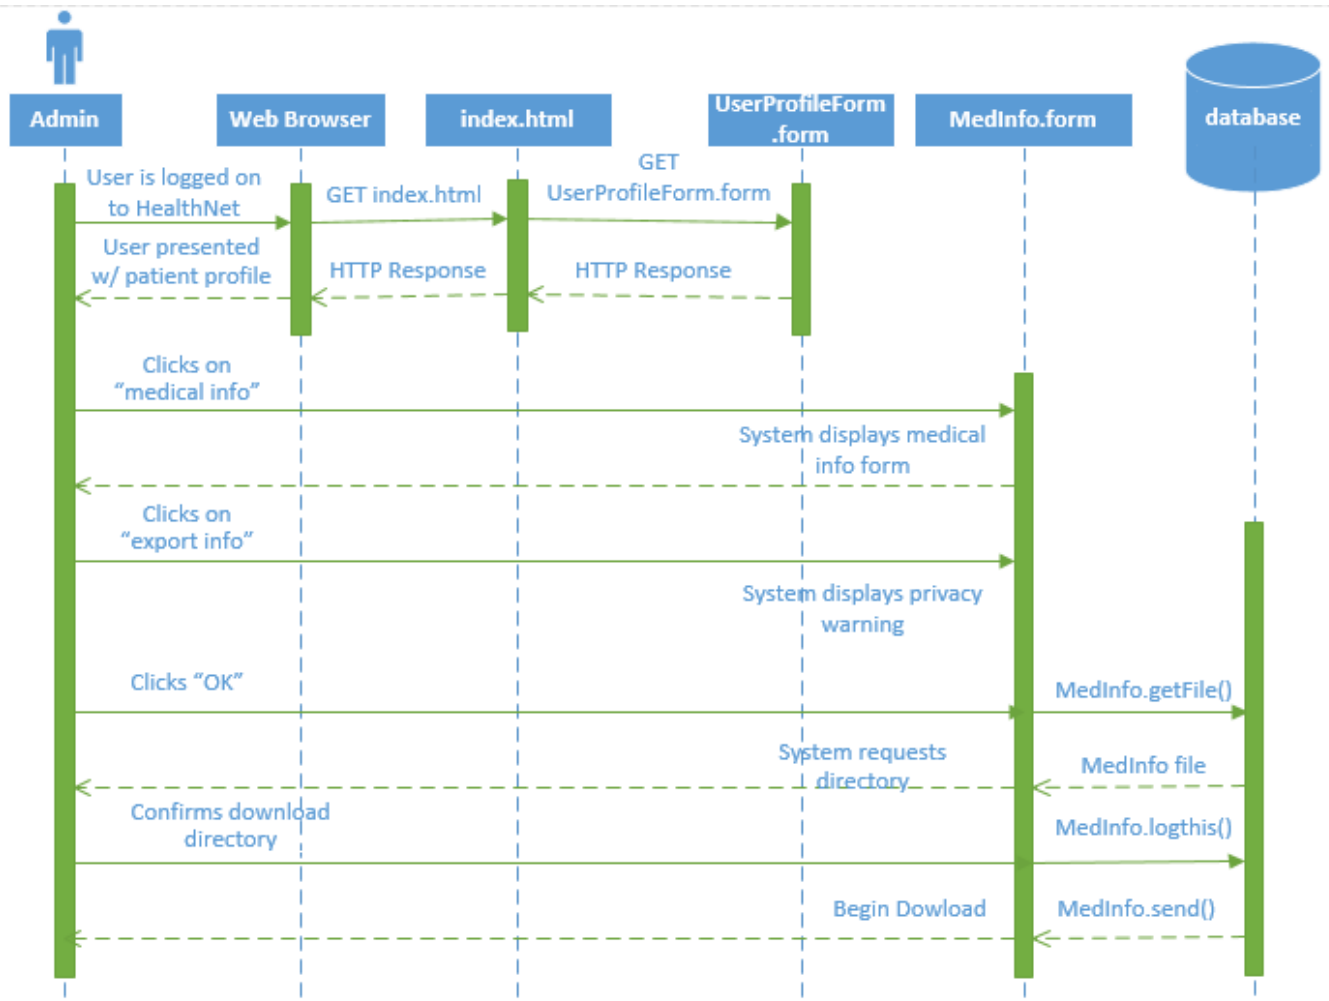 Admin
Web Browser
index.html
UserProfileForm
.form
MedInfo.form
database
User is logged on
to HealthNet
GET index.html
GET
UserProfileForm.form
User presented
w/ patient profile
HTTP Response
HTTP Response
Clicks on
“medical info”
System displays medical
info form
Clicks on
“export info”
System displays privacy
warning
Clicks “OK”
MedInfo.getFile()
System requests
directory
MedInfo file
Confirms download
directory
MedInfo.logthis()
Begin Dowload
MedInfo.send()